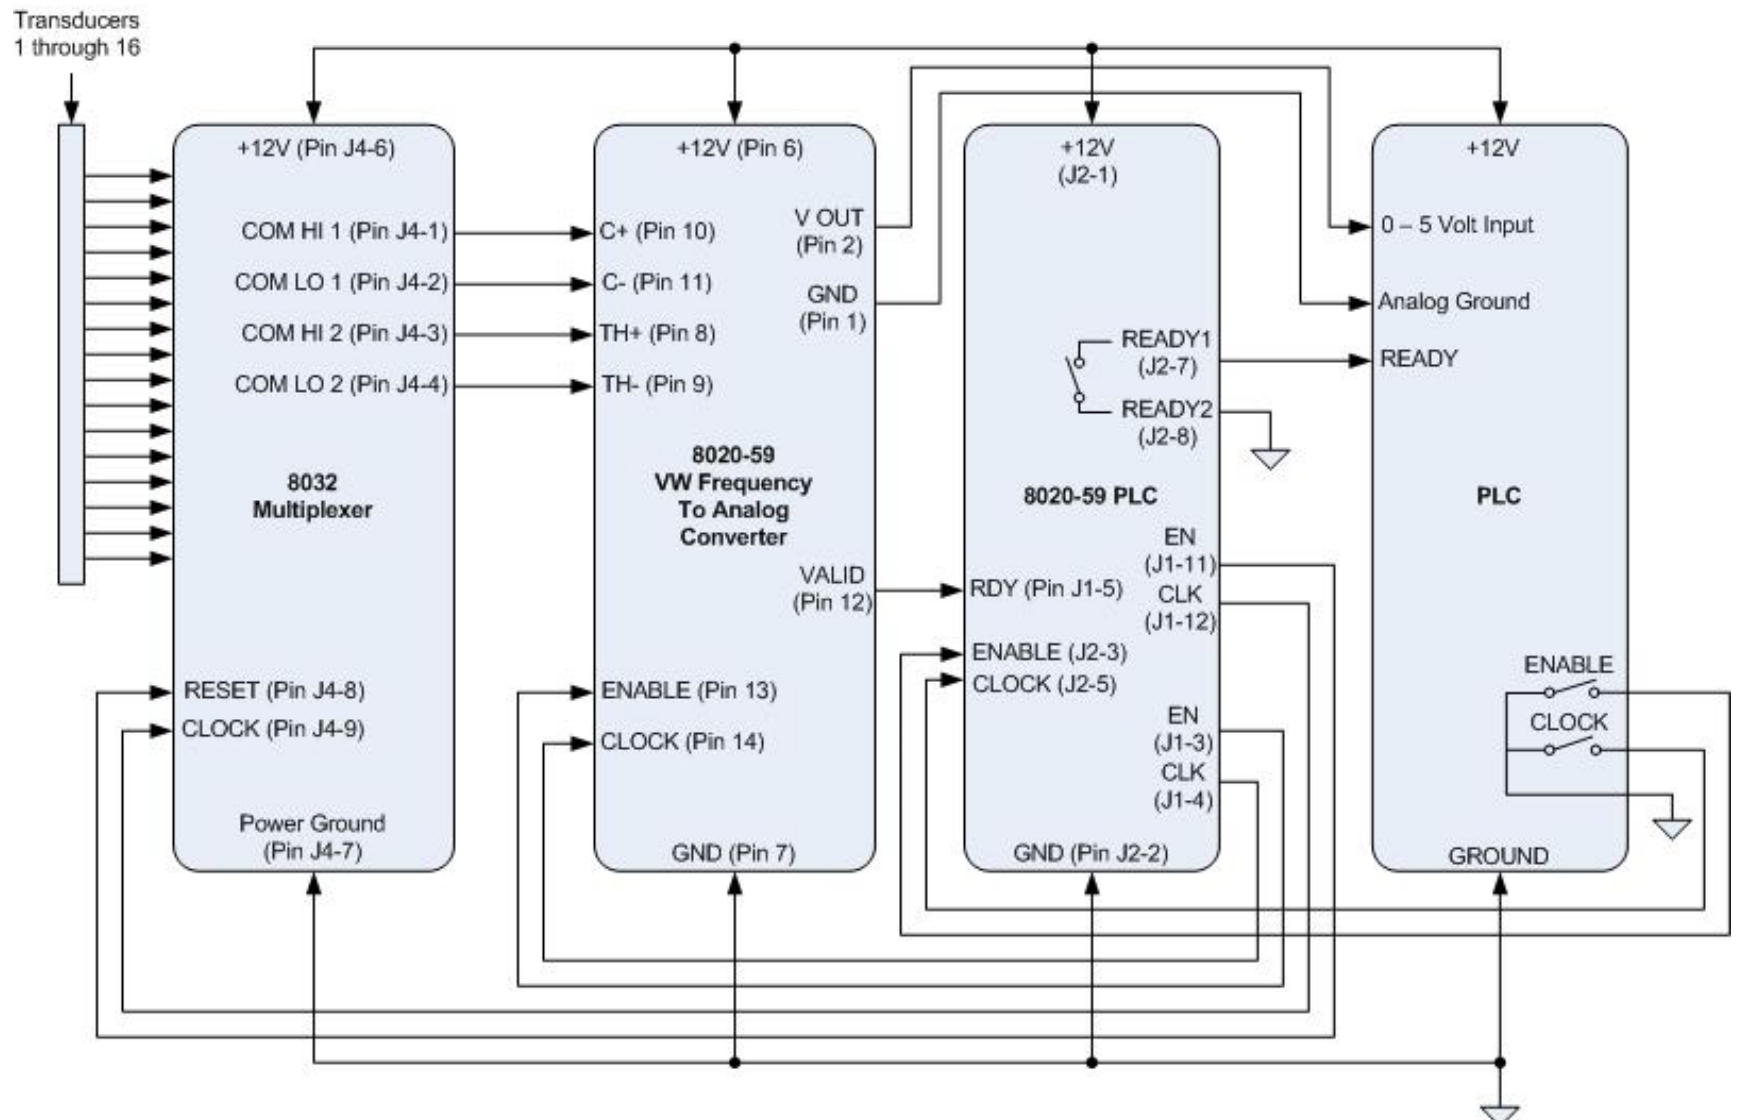 Transducers
1 through 16
+12V (Pin J4-6)
COM HI 1 (Pin J4-1)
COM LO 1 (Pin J4-2)
COM HI 2 (Pin J4-3)
COM LO 2 (Pin J4-4)
8032
Multiplexer
RESET (Pin J4-8)
CLOCK (Pin J4-9)
Power Ground
(Pin J4-7)
+12V (Pin 6)
C+ (Pin 10)
C- (Pin 11)
TH+ (Pin 8)
TH- (Pin 9)
V OUT
(Pin 2)
GND
(Pin 1)
8020-59
VW Frequency
To Analog
Converter
VALID
(Pin 12)
ENABLE (Pin 13)
CLOCK (Pin 14)
GND (Pin 7)
+12V
(J2-1)
READY1
(J2-7)
READY2
(J2-8)
8020-59 PLC
EN
(J1-11)
RDY (Pin J1-5)
CLK
(J1-12)
ENABLE (J2-3)
CLOCK (J2-5)
EN
(J1-3)
CLK
(J1-4)
GND (Pin J2-2)
+12V
0 – 5 Volt Input
Analog Ground
READY
PLC
ENABLE
CLOCK
GROUND